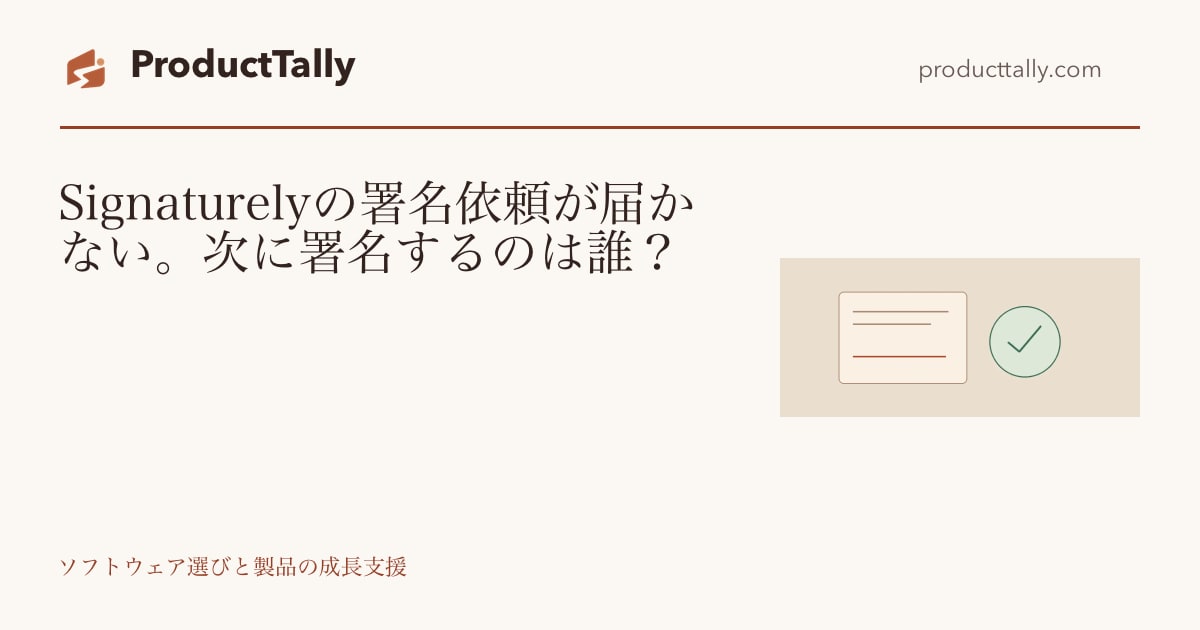 ProductTally
producttally.com
Signaturelyの署名依頼が届か
ない。次に署名するのは誰？
ソフトウェア選びと製品の成長支援